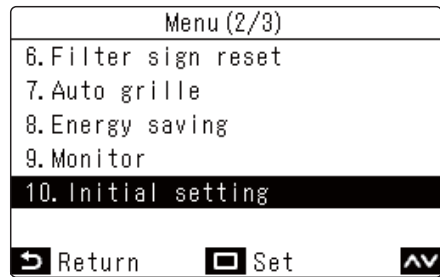 Menu(2/3)
6.Filter sign reset
7.Auto grille
8.Energy saving
9.Monitor
10.Initial setting
Return Set